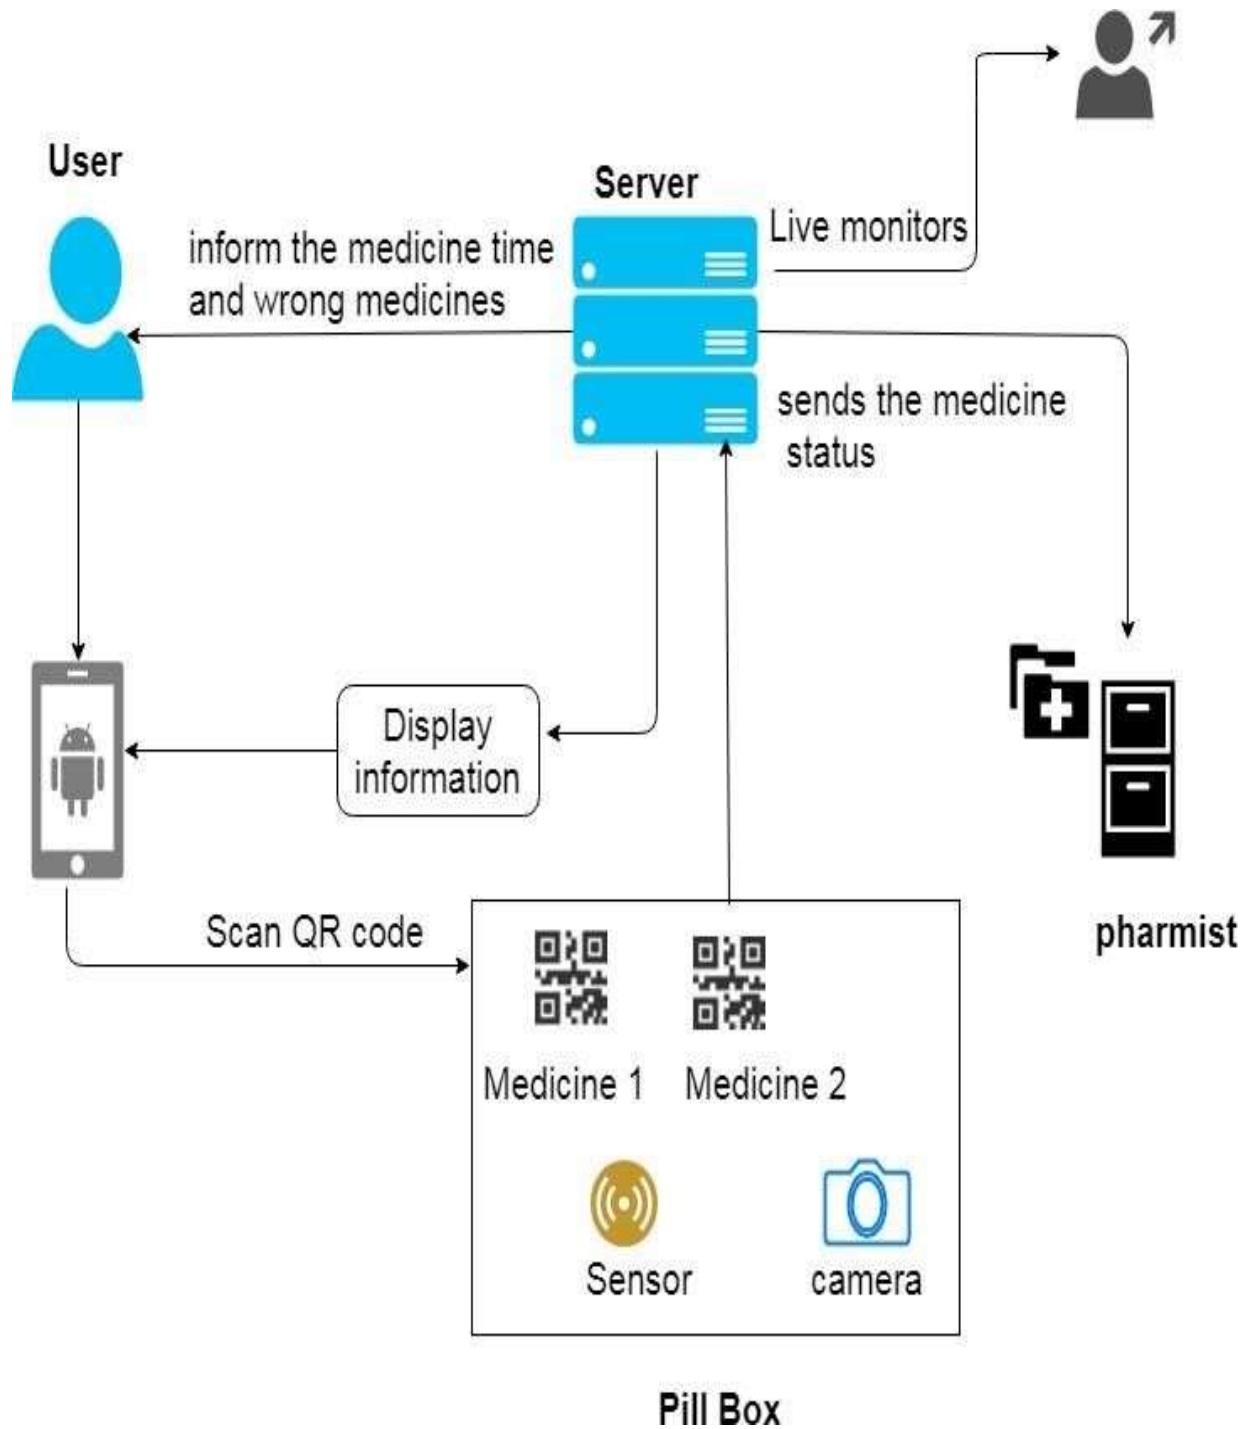 User
Server
Live monitors
inform the medicine time
and wrong medicines
sends the medicine
status
Display
information
Scan QR code
pharmist
Medicine 1
Medicine 2
Sensor
camera
Pill Box